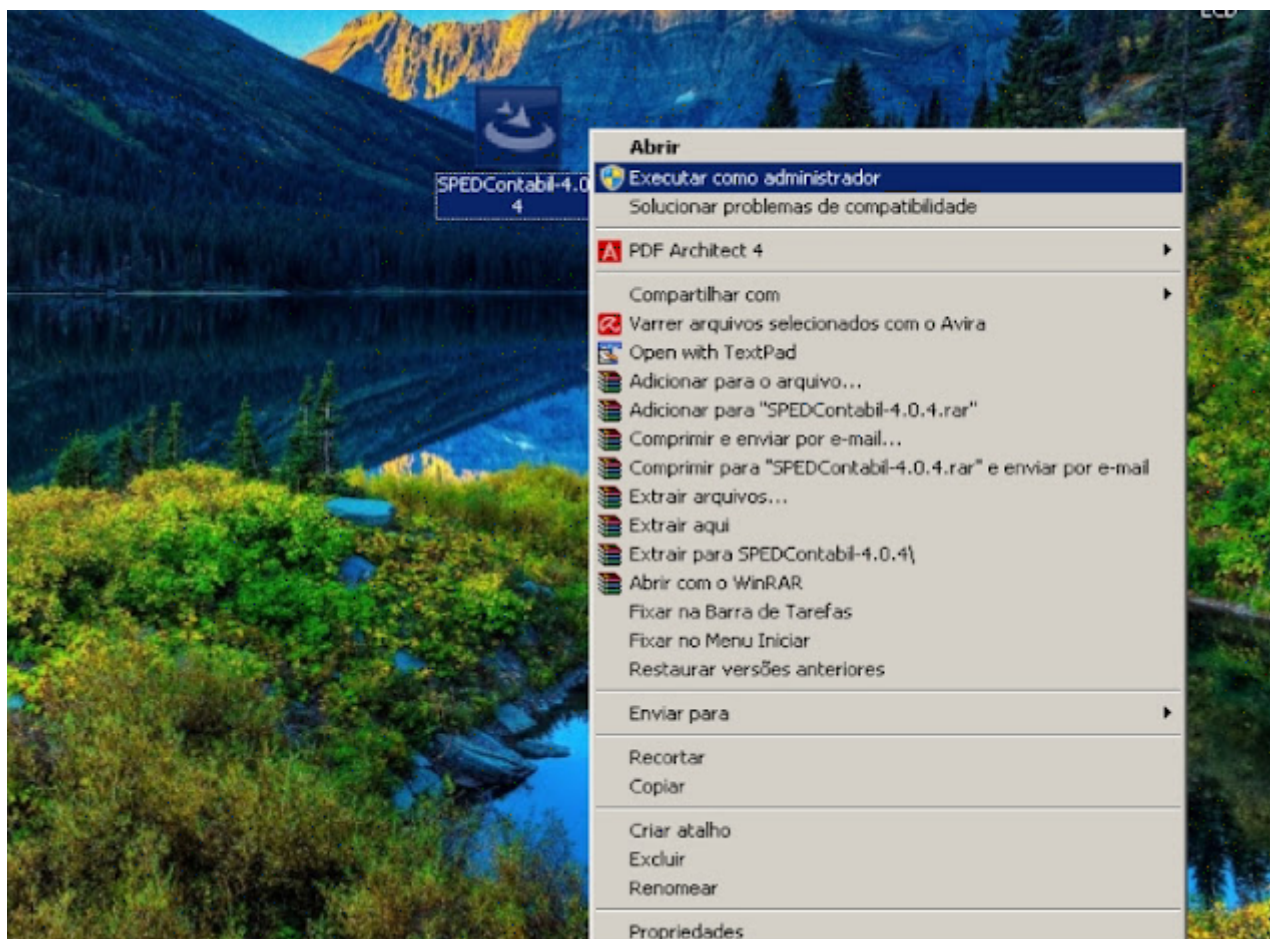 ECD
SPEDContabil-4.0
4
Abrir
Executar como administrador
Solucionar problemas de compatibilidade
PDF Architect 4
Compartilhar com
Varrer arquivos selecionados com o Avira
Open with TextPad
Adicionar para o arquivo...
Adicionar para "SPEDContabil-4.0.4.rar"
Comprimir e enviar por e-mail...
Comprimir para "SPEDContabil-4.0.4.rar" e enviar por e-mail
Extrair arquivos...
Extrair aqui
Extrair para SPEDContabil-4.0.4\
Abrir com o WinRAR
Fixar na Barra de Tarefas
Fixar no Menu Iniciar
Restaurar versões anteriores
Enviar para
Recortar
Copiar
Criar atalho
Excluir
Renomear
Propriedades